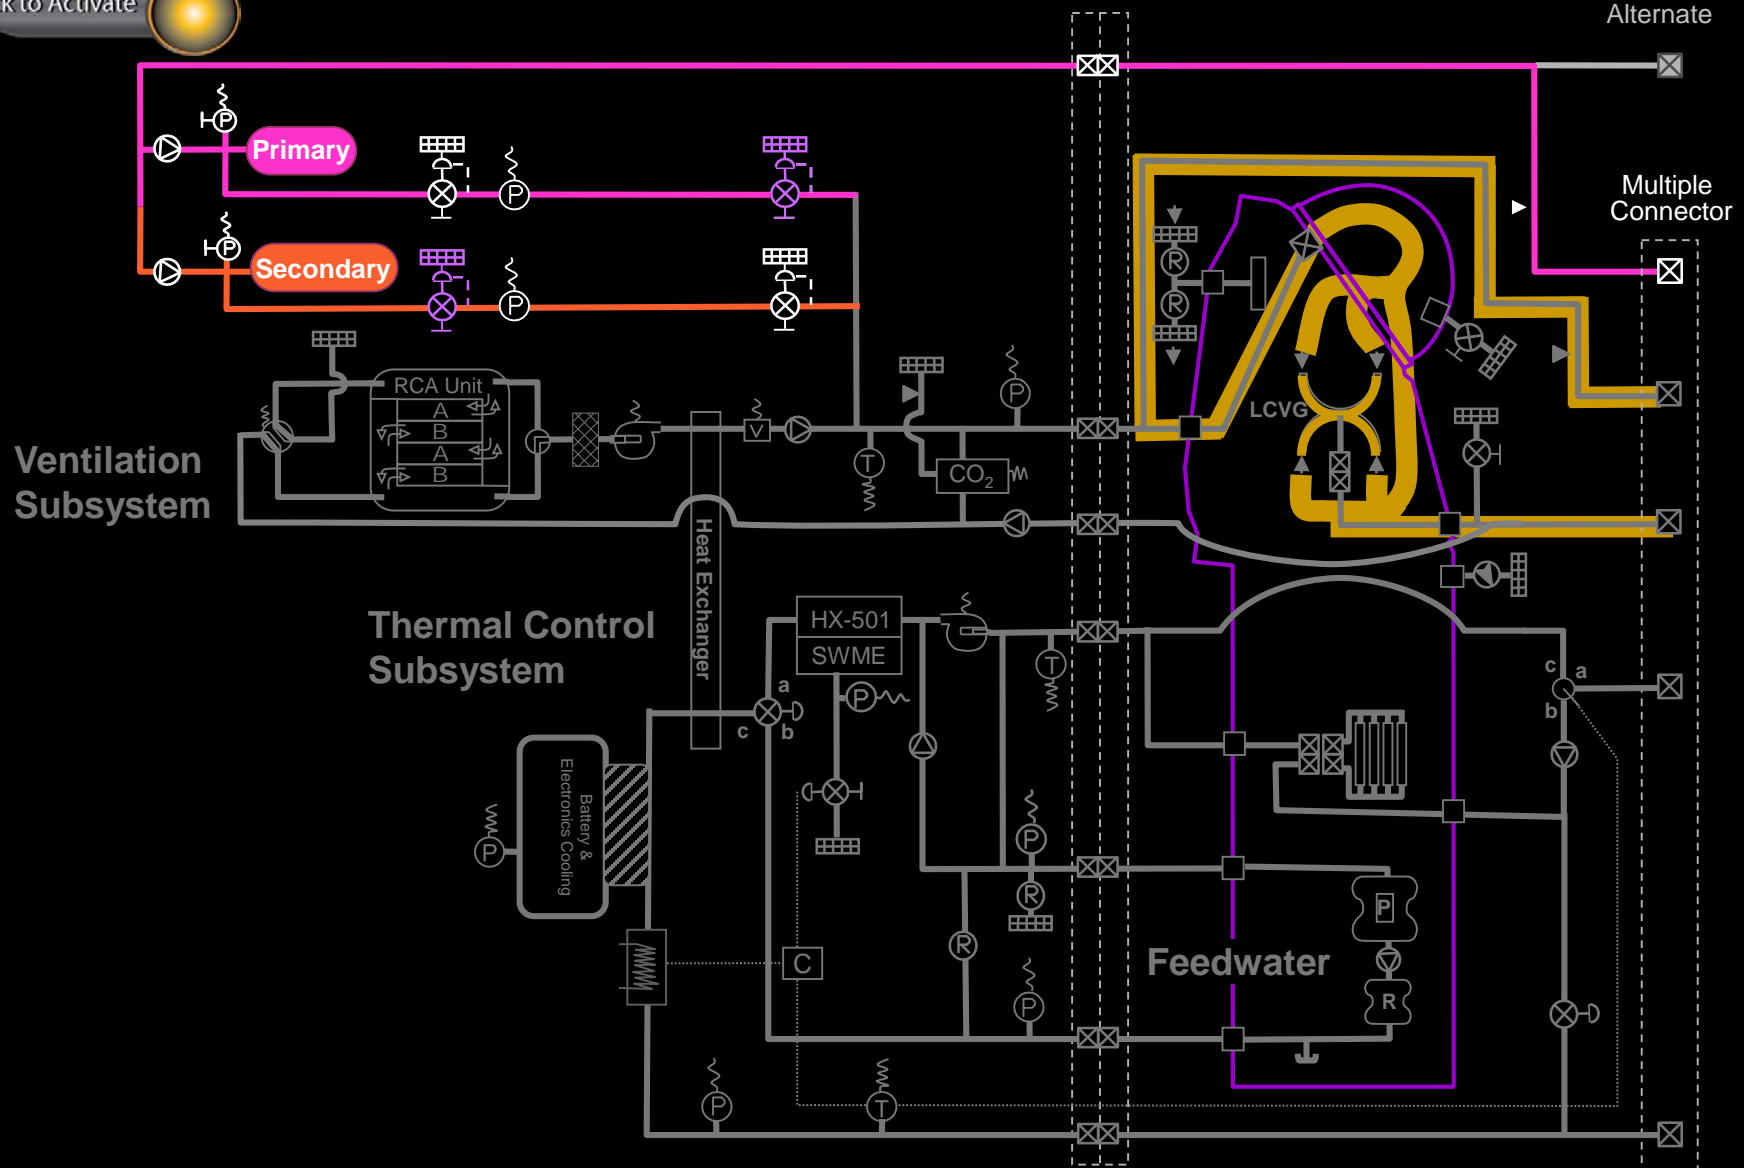 k to Activate
Alternate
P
Primary
P
P
Secondary
P
Multiple
Connector
R
R
RCA Unit
A
B
A
B
V
T
P
CO₂
LCVG
Ventilation
Subsystem
Heat Exchanger
Thermal Control
Subsystem
HX-501
SWME
P
T
a
c
b
c
a
b
Battery &
Electronics Cooling
P
P
R
R
P
C
P
R
Feedwater
P
T